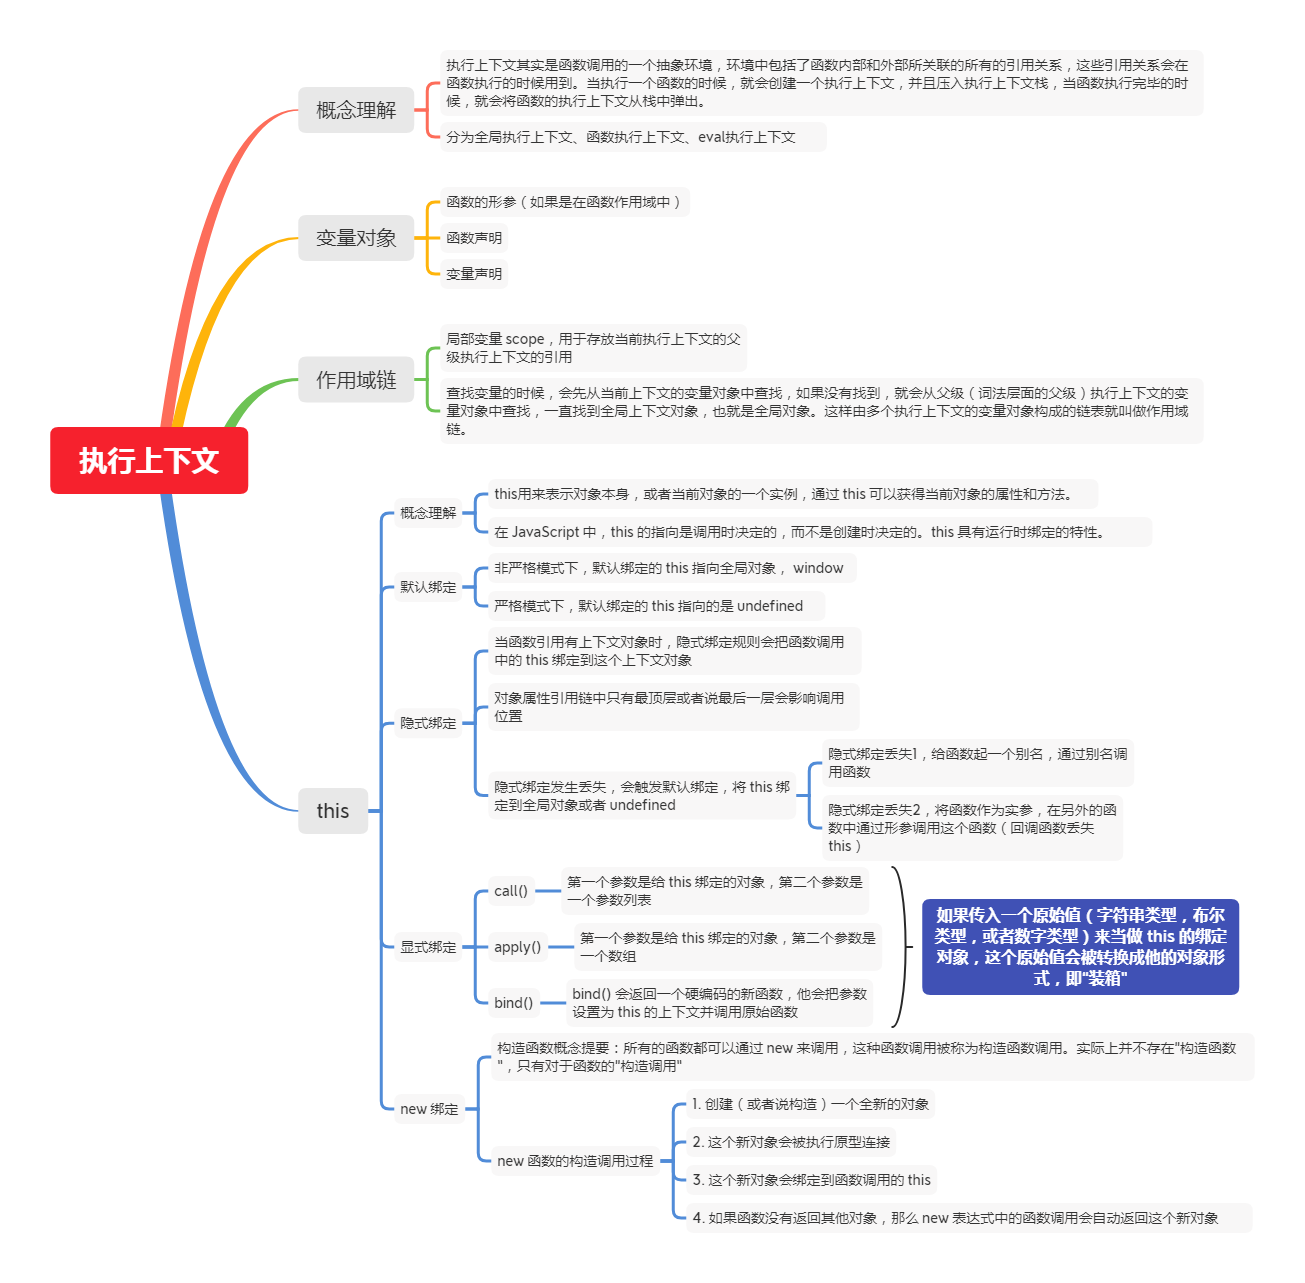 执行上下文
概念理解
执行上下文其实是函数调用的一个抽象环境，环境中包括了函数内部和外部所关联的所有的引用关系，这些引用关系会在
函数执行的时候用到。当执行一个函数的时候，就会创建一个执行上下文，并且压入执行上下文栈，当函数执行完毕的时
候，就会将函数的执行上下文从栈中弹出。
分为全局执行上下文、函数执行上下文、eval执行上下文
变量对象
函数的形参（如果是在函数作用域中）
函数声明
变量声明
作用域链
局部变量 scope，用于存放当前执行上下文的父
级执行上下文的引用
查找变量的时候，会先从当前上下文的变量对象中查找，如果没有找到，就会从父级（词法层面的父级）执行上下文的变
量对象中查找，一直找到全局上下文对象，也就是全局对象。这样由多个执行上下文的变量对象构成的链表就叫做作用域
链。
this
概念理解
this用来表示对象本身，或者当前对象的一个实例，通过 this 可以获得当前对象的属性和方法。
在 JavaScript 中，this 的指向是调用时决定的，而不是创建时决定的。this 具有运行时绑定的特性。
默认绑定
非严格模式下，默认绑定的 this 指向全局对象， window
严格模式下，默认绑定的 this 指向的是 undefined
隐式绑定
当函数引用有上下文对象时，隐式绑定规则会把函数调用
中的 this 绑定到这个上下文对象
对象属性引用链中只有最顶层或者说最后一层会影响调用
位置
隐式绑定发生丢失，会触发默认绑定，将 this 绑
定到全局对象或者 undefined
隐式绑定丢失1，给函数起一个别名，通过别名调
用函数
隐式绑定丢失2，将函数作为实参，在另外的函
数中通过形参调用这个函数（回调函数丢失
this）
显式绑定
call()
第一个参数是给 this 绑定的对象，第二个参数是
一个参数列表
apply()
第一个参数是给 this 绑定的对象，第二个参数是
一个数组
bind()
bind() 会返回一个硬编码的新函数，他会把参数
设置为 this 的上下文并调用原始函数
如果传入一个原始值（字符串类型，布尔
类型，或者数字类型）来当做 this 的绑定
对象，这个原始值会被转换成他的对象形
式，即"装箱"
new 绑定
构造函数概念提要：所有的函数都可以通过 new 来调用，这种函数调用被称为构造函数调用。实际上并不存在"构造函数
"，只有对于函数的"构造调用"
new 函数的构造调用过程
1. 创建（或者说构造）一个全新的对象
2. 这个新对象会被执行原型连接
3. 这个新对象会绑定到函数调用的 this
4. 如果函数没有返回其他对象，那么 new 表达式中的函数调用会自动返回这个新对象